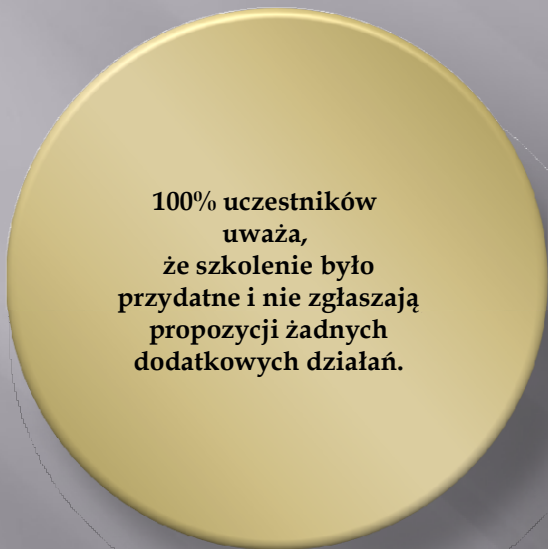 100% uczestników
uważa,
że szkolenie było
przydatne i nie zgłaszają
propozycji żadnych
dodatkowych działań.